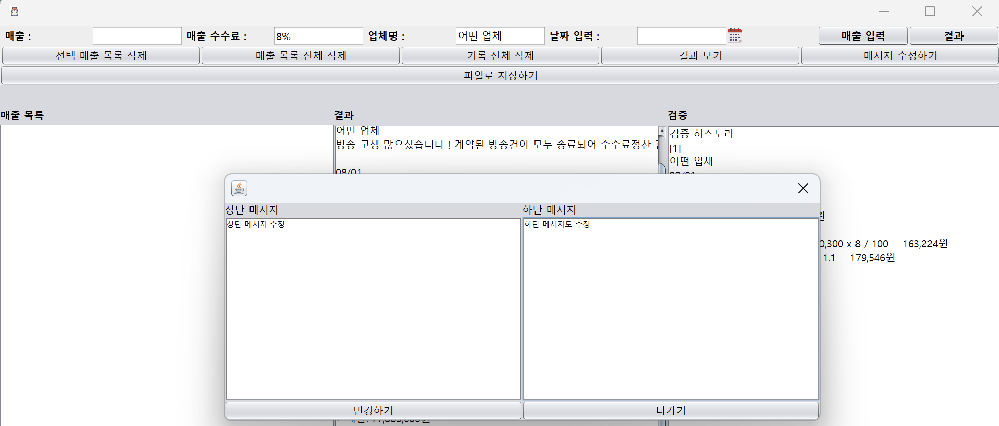 매출 :
매출 수수료 :
8%
업체명 :
어떤 업체
날짜 입력 :
매출 입력
결과
선택 매출 목록 삭제
매출 목록 전체 삭제
기록 전체 삭제
결과 보기
메시지 수정하기
파일로 저장하기
매출 목록
결과
어떤 업체
방송 고생 많으셨습니다 ! 계약된 방송건이 모두 종료되어 수수료정산
08/01
검증
검증 히스토리
[1]
어떤 업체
08/01
원
0,300 x 8 / 100 = 163,224원
1.1 = 179,546원
상단 메시지
상단 메시지 수정
하단 메시지
하단 메시지도 수정
변경하기
나가기